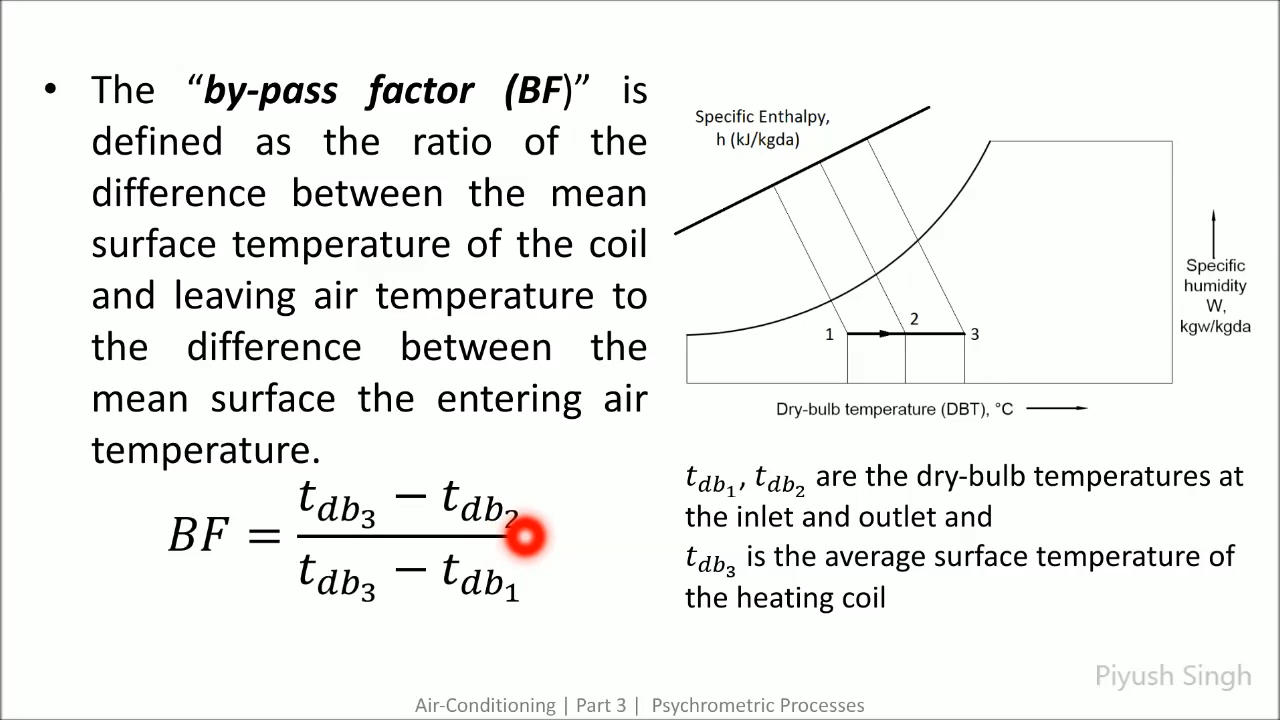 • The “by-pass factor (BF)” is
defined as the ratio of the
difference between the mean
surface temperature of the coil
and leaving air temperature to
the difference between the
mean surface the entering air
temperature.
BF = (t_db₃ − t_db₂) / (t_db₃ − t_db₁)
Specific Enthalpy,
h (kJ/kgda)
1
2
3
Specific
humidity
W,
kgw/kgda
Dry-bulb temperature (DBT), °C
t_db₁, t_db₂ are the dry-bulb temperatures at
the inlet and outlet and
t_db₃ is the average surface temperature of
the heating coil
Piyush Singh
Air-Conditioning | Part 3 | Psychrometric Processes